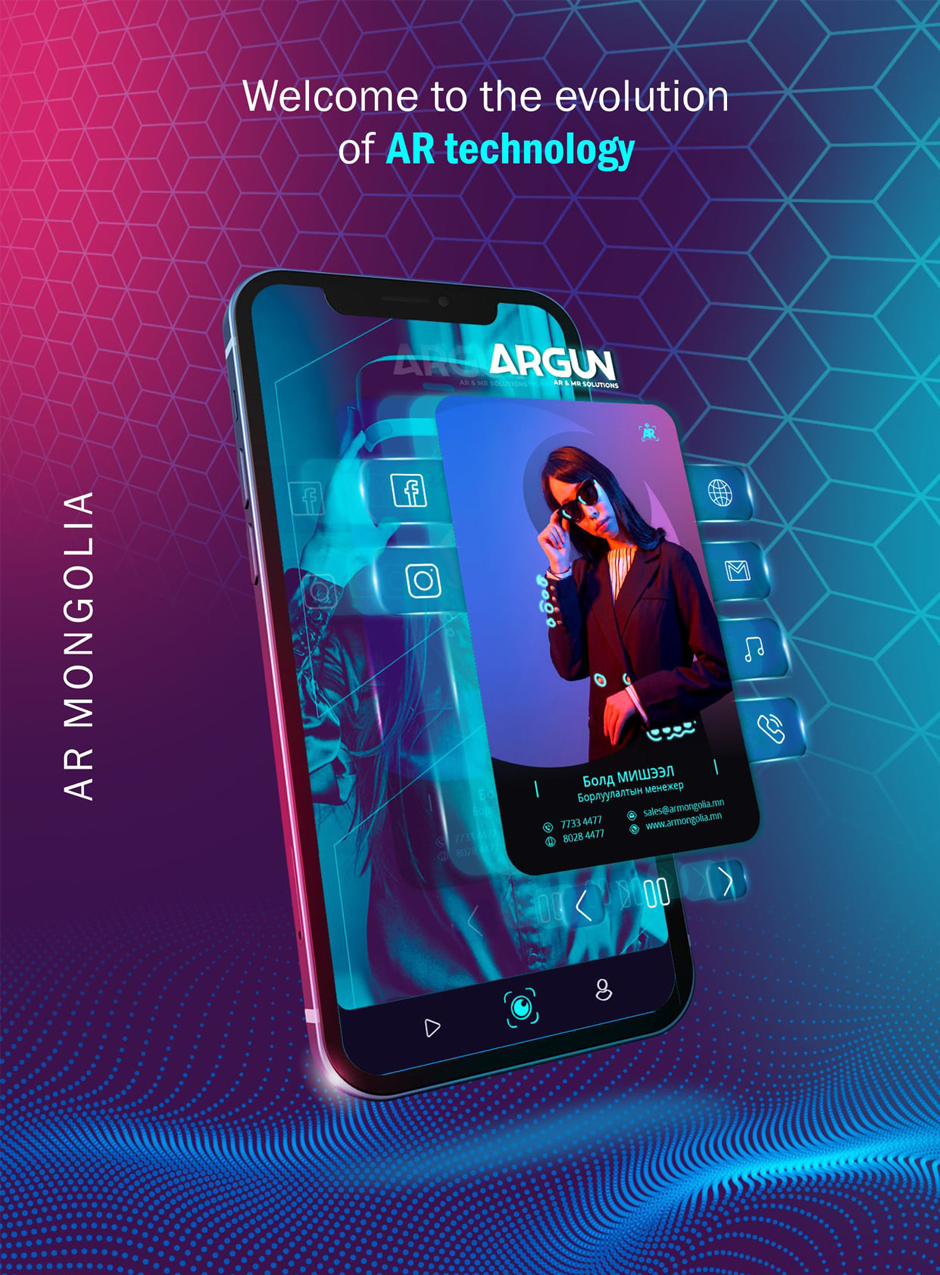 Welcome to the evolution
of AR technology
AR MONGOLIA
ARGUN
AR & MR SOLUTIONS
AR
Болд МИШЭЭЛ
Борлуулалтын менежер
7733 4477
8028 4477
sales@armongolia.mn
www.armongolia.mn